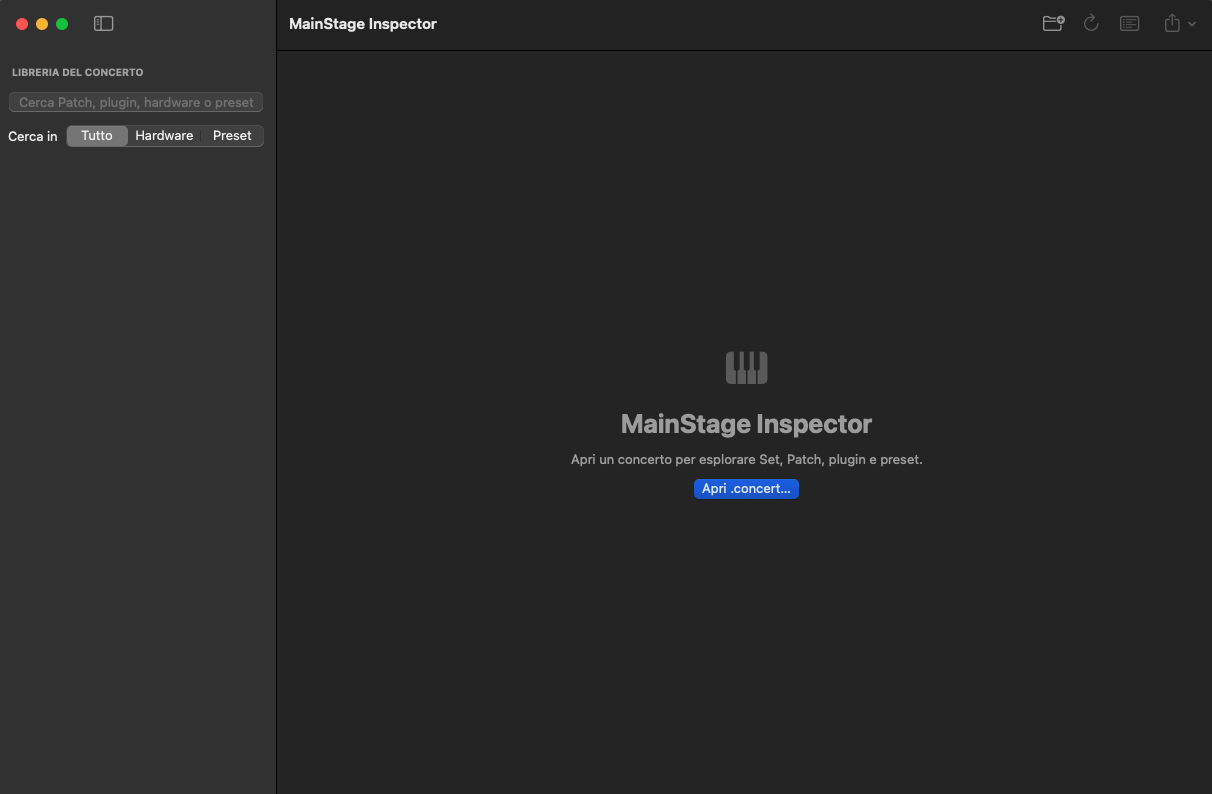 MainStage Inspector
LIBRERIA DEL CONCERTO
Cerca Patch, plugin, hardware o preset
Cerca in Tutto Hardware Preset
MainStage Inspector
Apri un concerto per esplorare Set, Patch, plugin e preset.
Apri .concert...